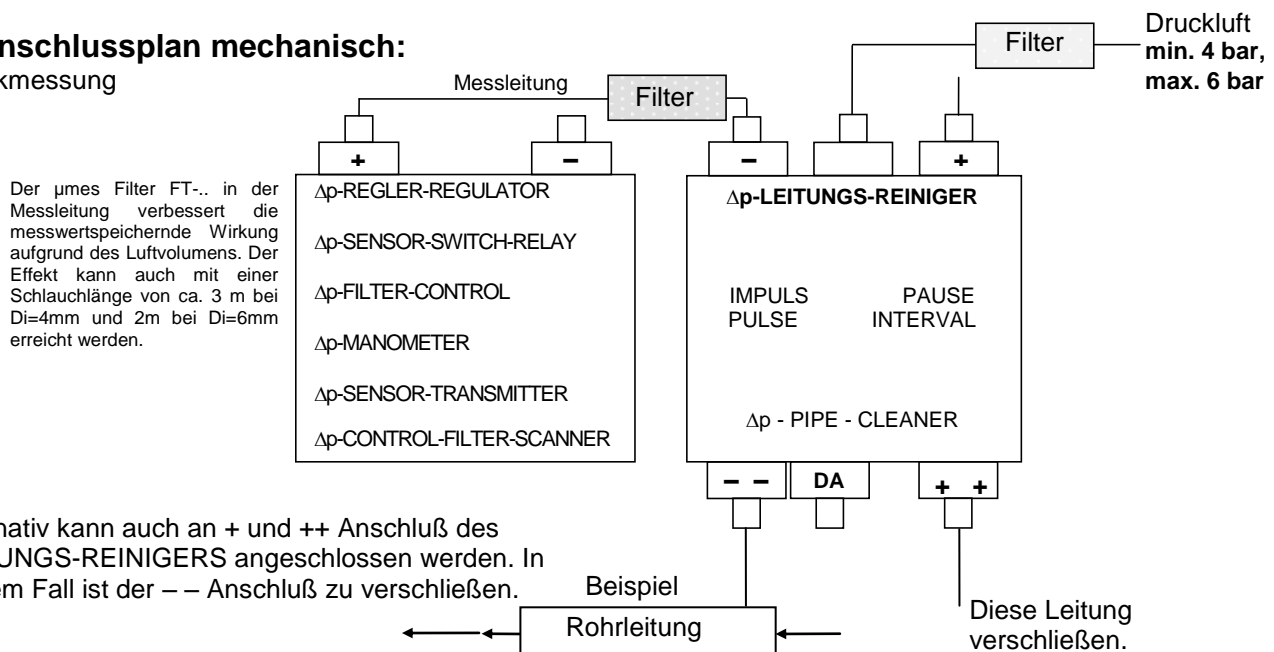 nschlussplan mechanisch:
kmessung
Druckluft
min. 4 bar,
max. 6 bar
Filter
Messleitung
Filter
+
–
–
+
Der µmes Filter FT-.. in der
Messleitung verbessert die
messwertspeichernde Wirkung
aufgrund des Luftvolumens. Der
Effekt kann auch mit einer
Schlauchlänge von ca. 3 m bei
Di=4mm und 2m bei Di=6mm
erreicht werden.
∆p-REGLER-REGULATOR
∆p-SENSOR-SWITCH-RELAY
∆p-FILTER-CONTROL
∆p-MANOMETER
∆p-SENSOR-TRANSMITTER
∆p-CONTROL-FILTER-SCANNER
∆p-LEITUNGS-REINIGER
IMPULS PAUSE
PULSE INTERVAL
∆p - PIPE - CLEANER
– –
DA
+ +
nativ kann auch an + und ++ Anschluß des
UNGS-REINIGERS angeschlossen werden. In
em Fall ist der – – Anschluß zu verschließen.
Beispiel
Rohrleitung
Diese Leitung
verschließen.